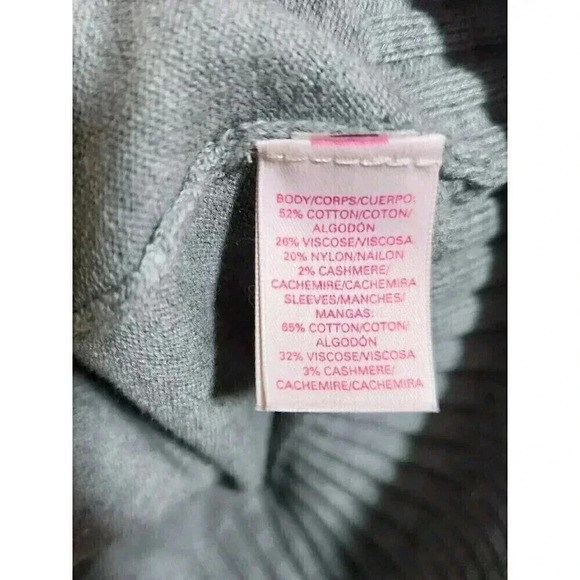 BODY/CORPS/CUERPO:
52% COTTON/COTON/
ALGODÓN
26% VISCOSE/VISCOSA
20% NYLON/NAILON
2% CASHMERE/
CACHEMIRE/CACHEMIRA
SLEEVES/MANCHES/
MANGAS:
65% COTTON/COTON/
ALGODÓN
32% VISCOSE/VISCOSA
3% CASHMERE/
CACHEMIRE/CACHEMIRA